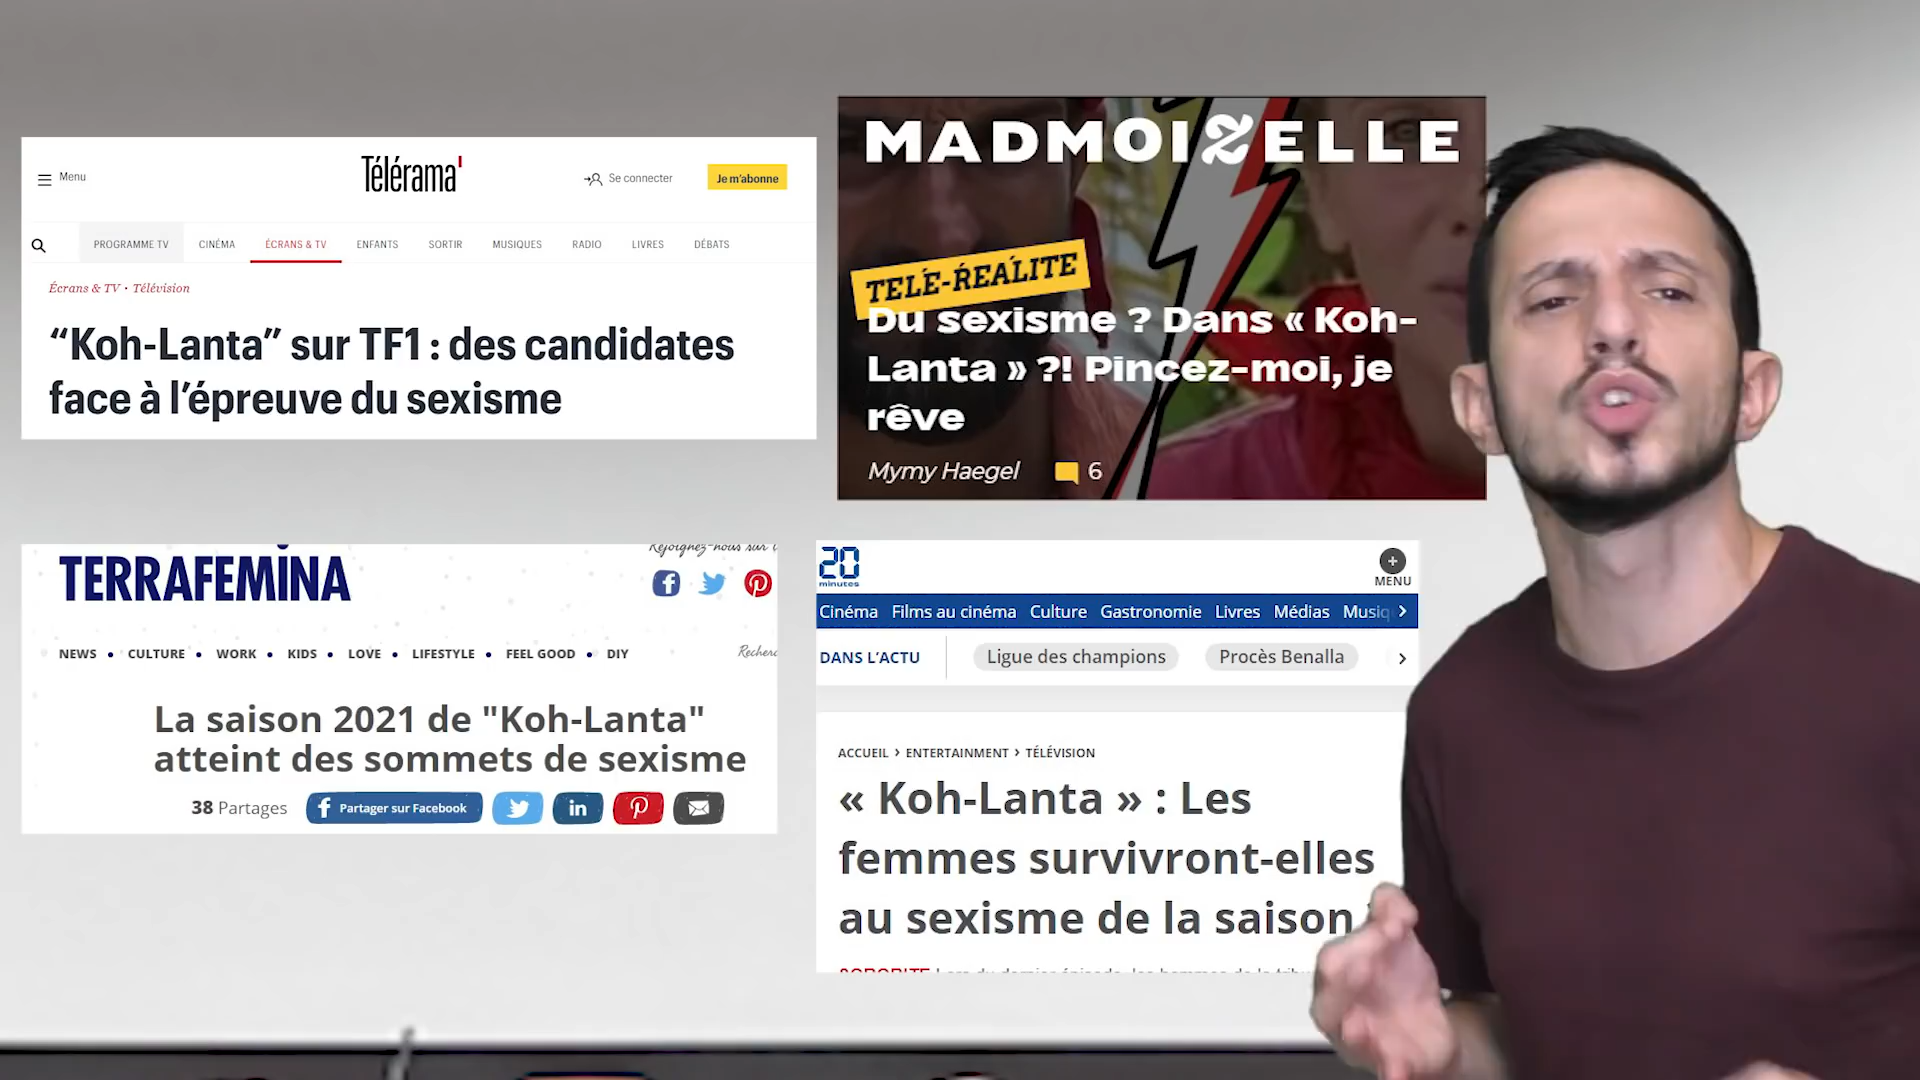 Menu
Télérama'
Se connecter
Je m'abonne
PROGRAMME TV CINÉMA ÉCRANS & TV ENFANTS SORTIR MUSIQUES RADIO LIVRES DÉBATS
Écrans & TV • Télévision
“Koh-Lanta” sur TF1 : des candidates
face à l’épreuve du sexisme
MADMOIZELLE
TÉLÉ-RÉALITÉ
Du sexisme ? Dans « Koh-
Lanta » ?! Pincez-moi, je
rêve
Mymy Haegel 6
Rejoignez-nous sur
TERRAFEMINA
NEWS • CULTURE • WORK • KIDS • LOVE • LIFESTYLE • FEEL GOOD • DIY
La saison 2021 de "Koh-Lanta"
atteint des sommets de sexisme
38 Partages
Partager sur Facebook
20
minutes
MENU
Cinéma Films au cinéma Culture Gastronomie Livres Médias Musiq
DANS L’ACTU Ligue des champions Procès Benalla
ACCUEIL > ENTERTAINMENT > TÉLÉVISION
« Koh-Lanta » : Les
femmes survivront-elles
au sexisme de la saison